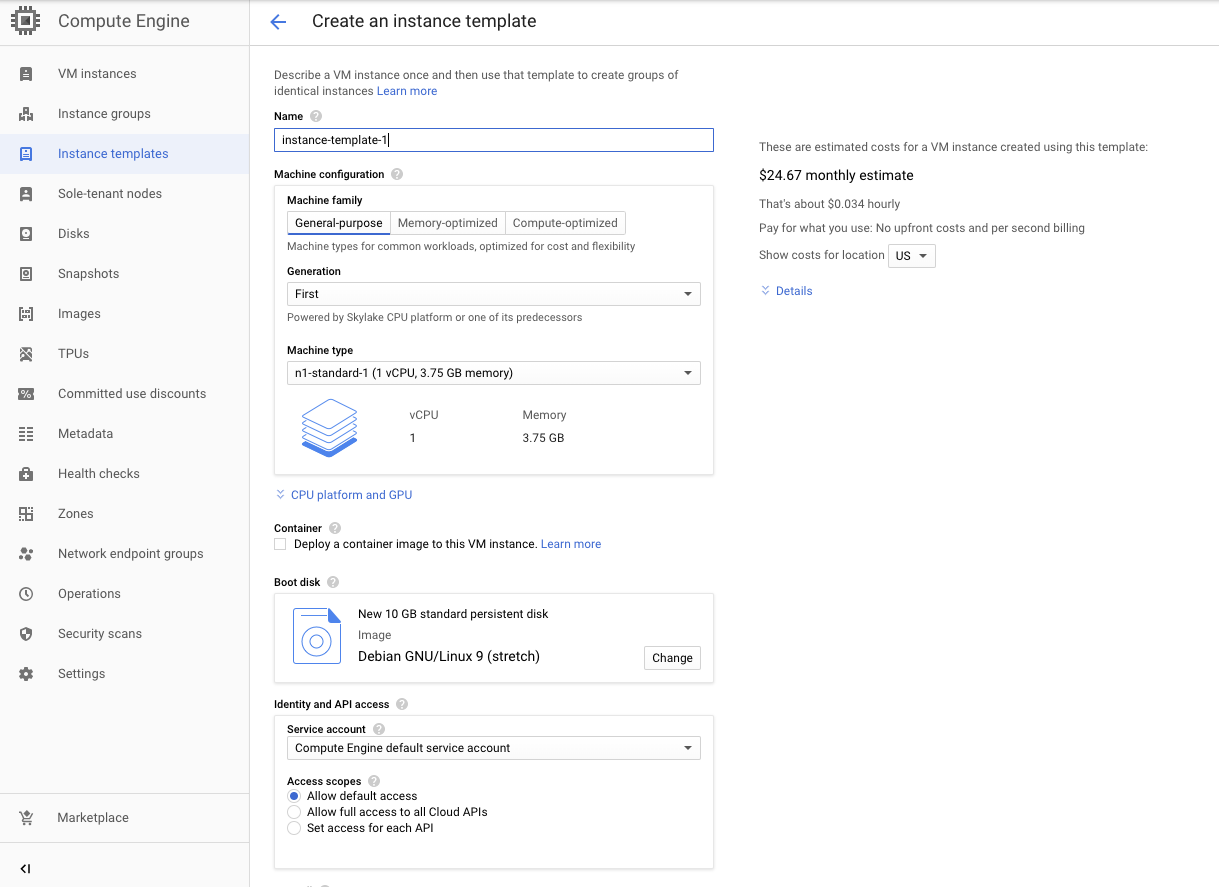 Compute Engine
VM instances
Instance groups
Instance templates
Sole-tenant nodes
Disks
Snapshots
Images
TPUs
Committed use discounts
Metadata
Health checks
Zones
Network endpoint groups
Operations
Security scans
Settings
Marketplace
Create an instance template
Describe a VM instance once and then use that template to create groups of
identical instances Learn more
Name ?
instance-template-1
Machine configuration ?
Machine family
General-purpose Memory-optimized Compute-optimized
Machine types for common workloads, optimized for cost and flexibility
Generation
First
Powered by Skylake CPU platform or one of its predecessors
Machine type
n1-standard-1 (1 vCPU, 3.75 GB memory)
vCPU Memory
1 3.75 GB
CPU platform and GPU
Container ?
Deploy a container image to this VM instance. Learn more
Boot disk ?
New 10 GB standard persistent disk
Image
Debian GNU/Linux 9 (stretch)
Change
Identity and API access ?
Service account ?
Compute Engine default service account
Access scopes ?
Allow default access
Allow full access to all Cloud APIs
Set access for each API
These are estimated costs for a VM instance created using this template:
$24.67 monthly estimate
That's about $0.034 hourly
Pay for what you use: No upfront costs and per second billing
Show costs for location US
Details